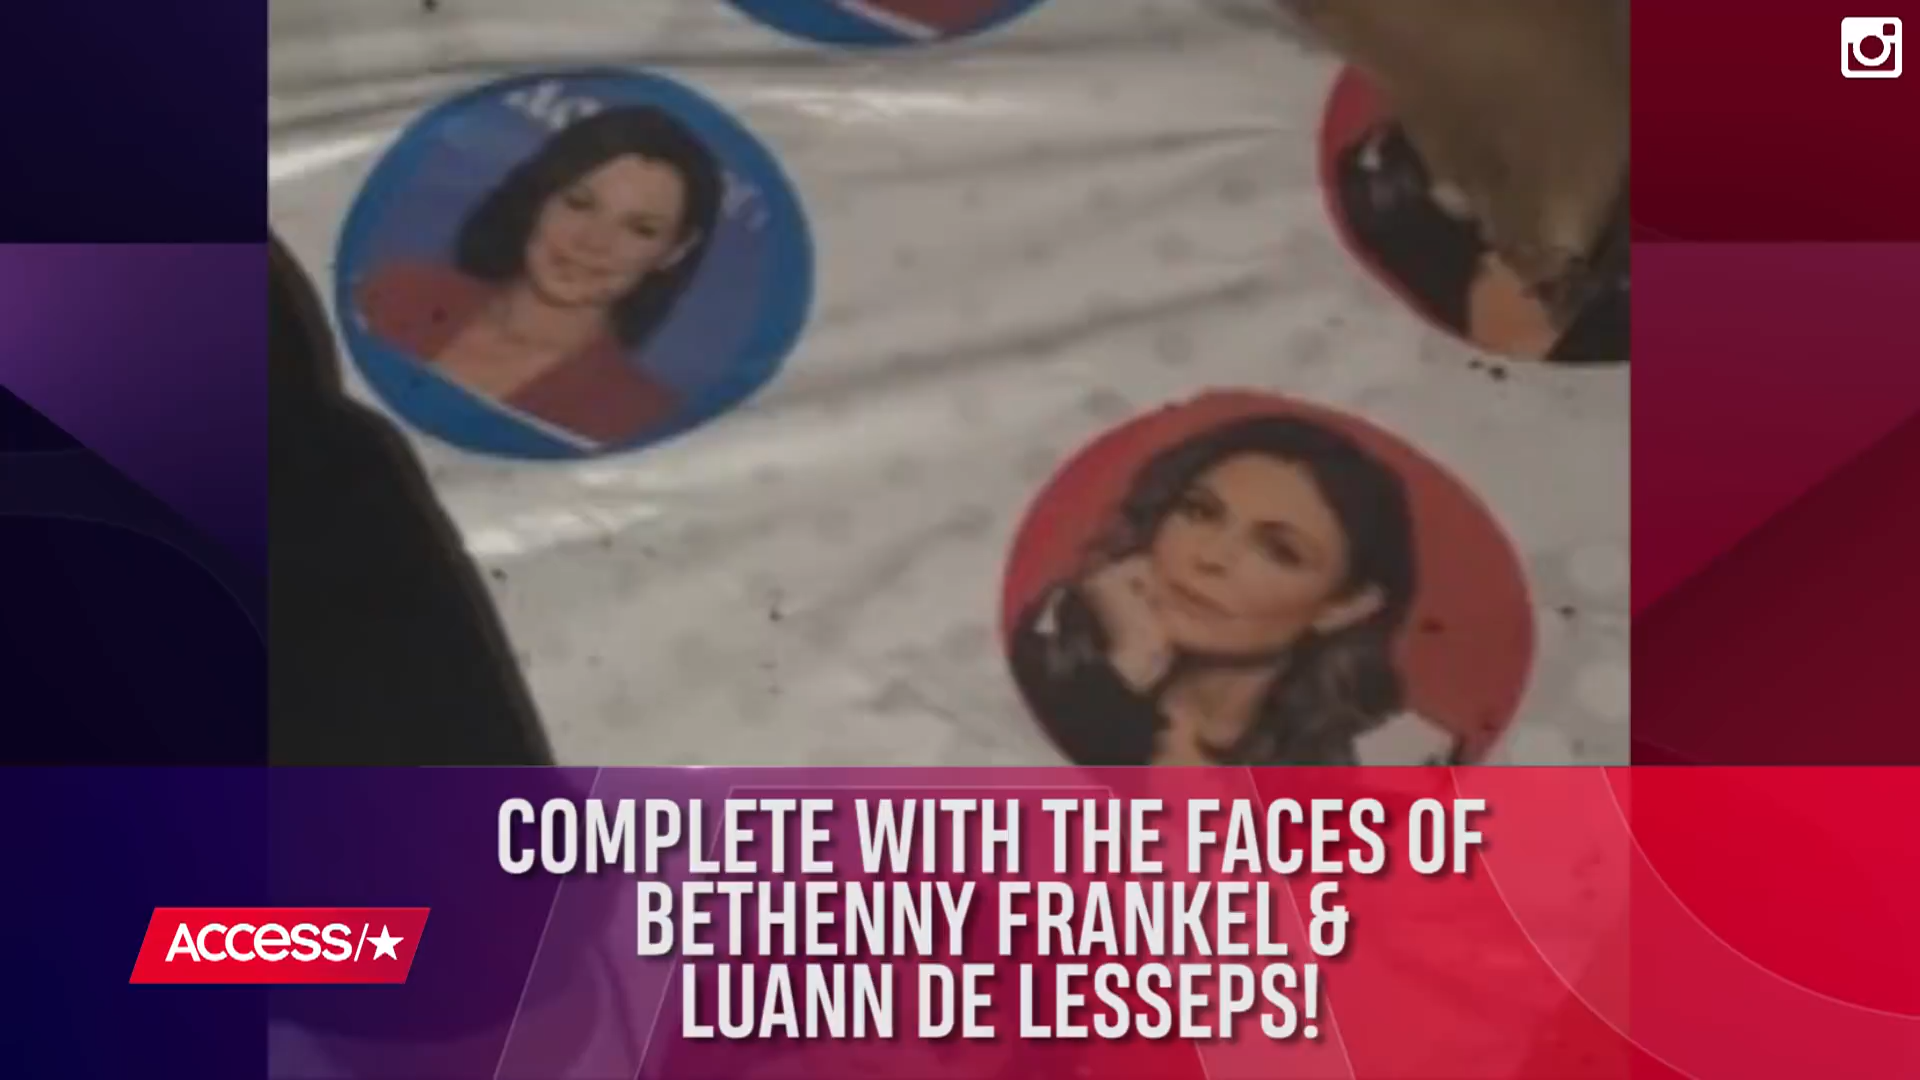 COMPLETE WITH THE FACES OF
BETHENNY FRANKEL &
LUANN DE LESSEPS!
ACCESS/★